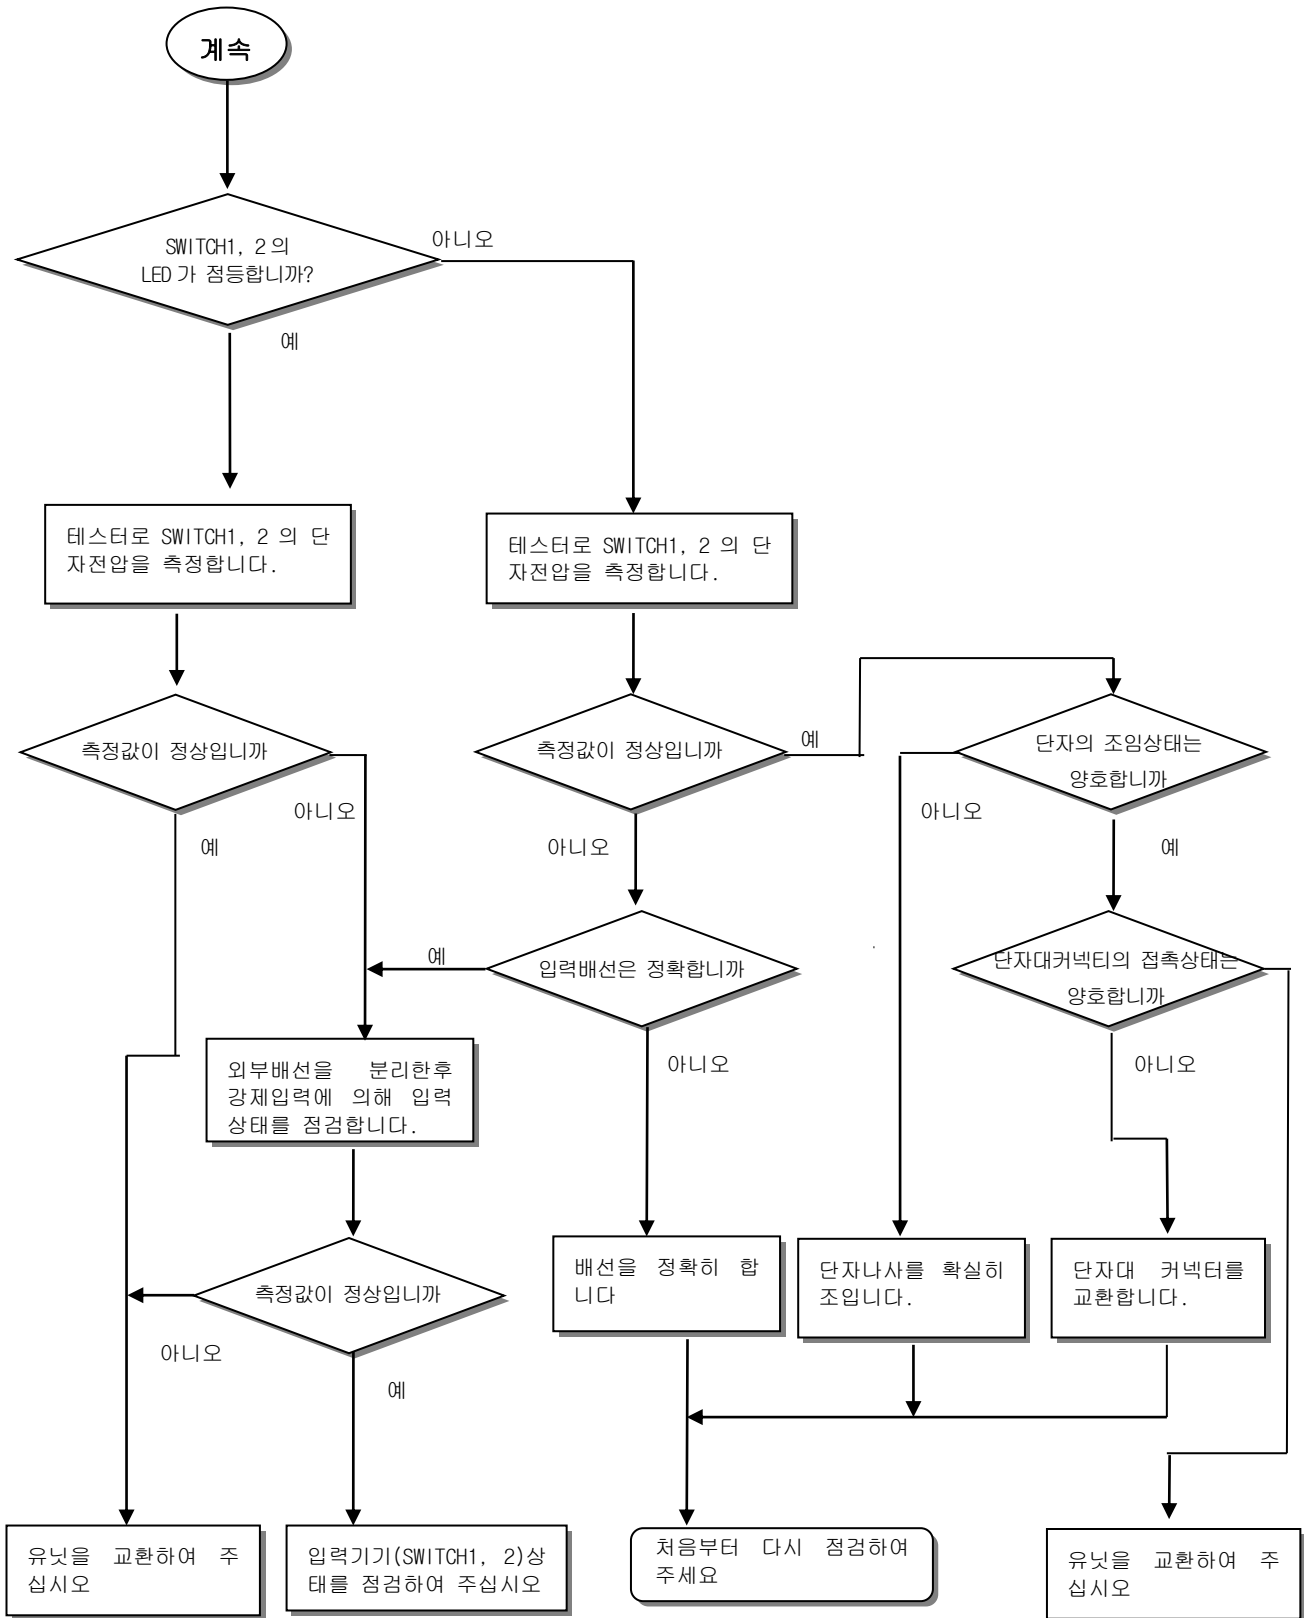 계속
SWITCH1, 2의
LED가 점등합니까?
아니오
예
테스터로 SWITCH1, 2 의 단
자전압을 측정합니다.
테스터로 SWITCH1, 2 의 단
자전압을 측정합니다.
측정값이 정상입니까
아니오
예
측정값이 정상입니까
예
아니오
단자의 조임상태는
양호합니까
아니오
예
예
입력배선은 정확합니까
아니오
단자대커넥티의 접촉상태는
양호합니까
아니오
외부배선을 분리한후
강제입력에 의해 입력
상태를 점검합니다.
측정값이 정상입니까
아니오
예
배선을 정확히 합
니다
단자나사를 확실히
조입니다.
단자대 커넥터를
교환합니다.
유닛을 교환하여 주
십시오
입력기기(SWITCH1, 2)상
태를 점검하여 주십시오
처음부터 다시 점검하여
주세요
유닛을 교환하여 주
십시오